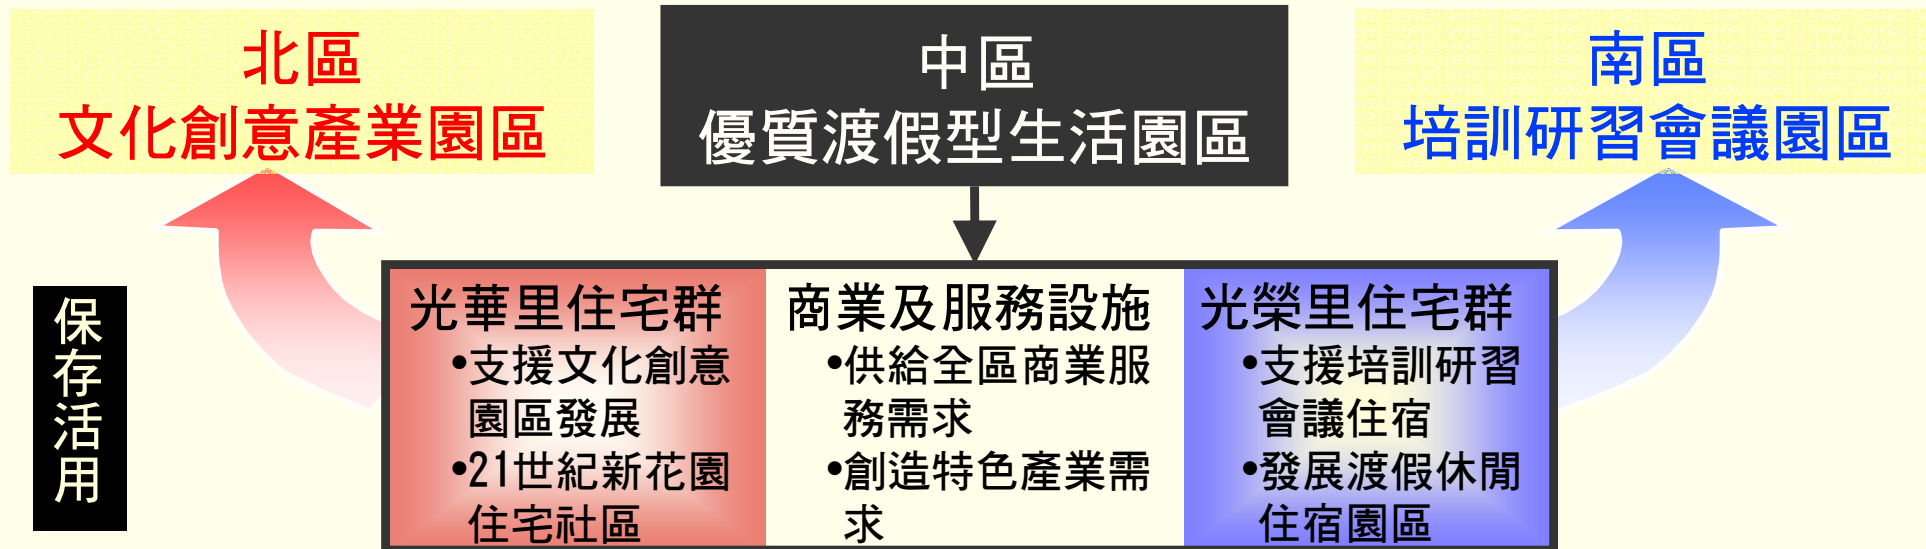 北區
文化創意產業園區
中區
優質渡假型生活園區
南區
培訓研習會議園區
保存活用
光華里住宅群
•支援文化創意
園區發展
•21世紀新花園
住宅社區
商業及服務設施
•供給全區商業服
務需求
•創造特色產業需
求
光榮里住宅群
•支援培訓研習
會議住宿
•發展渡假休閒
住宿園區